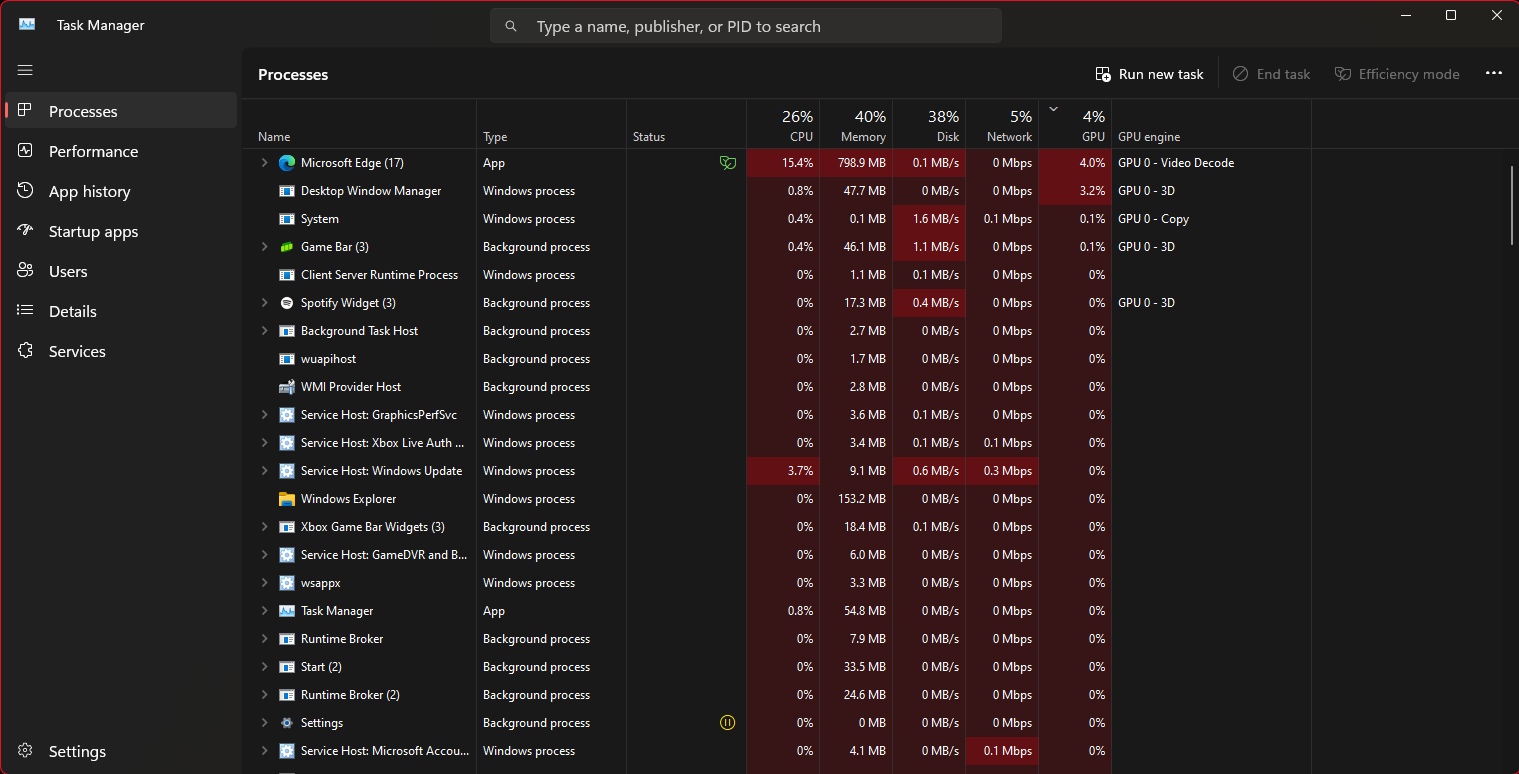 Task Manager
Type a name, publisher, or PID to search
Processes
Run new task End task Efficiency mode
Processes
Performance
App history
Startup apps
Users
Details
Services
Settings
26% 40% 38% 5% 4%
Name Type Status CPU Memory Disk Network GPU GPU engine
Microsoft Edge (17) App 15.4% 798.9 MB 0.1 MB/s 0 Mbps 4.0% GPU 0 - Video Decode
Desktop Window Manager Windows process 0.8% 47.7 MB 0 MB/s 0 Mbps 3.2% GPU 0 - 3D
System Windows process 0.4% 0.1 MB 1.6 MB/s 0.1 Mbps 0.1% GPU 0 - Copy
Game Bar (3) Background process 0.4% 46.1 MB 1.1 MB/s 0 Mbps 0.1% GPU 0 - 3D
Client Server Runtime Process Windows process 0% 1.1 MB 0.1 MB/s 0 Mbps 0%
Spotify Widget (3) Background process 0% 17.3 MB 0.4 MB/s 0 Mbps 0% GPU 0 - 3D
Background Task Host Background process 0% 2.7 MB 0 MB/s 0 Mbps 0%
wuapihost Background process 0% 1.7 MB 0 MB/s 0 Mbps 0%
WMI Provider Host Background process 0% 2.8 MB 0 MB/s 0 Mbps 0%
Service Host: GraphicsPerfSvc Windows process 0% 3.6 MB 0.1 MB/s 0 Mbps 0%
Service Host: Xbox Live Auth ... Windows process 0% 3.4 MB 0.1 MB/s 0.1 Mbps 0%
Service Host: Windows Update Windows process 3.7% 9.1 MB 0.6 MB/s 0.3 Mbps 0%
Windows Explorer Windows process 0% 153.2 MB 0 MB/s 0 Mbps 0%
Xbox Game Bar Widgets (3) Background process 0% 18.4 MB 0.1 MB/s 0 Mbps 0%
Service Host: GameDVR and B... Windows process 0% 6.0 MB 0 MB/s 0 Mbps 0%
wsappx Windows process 0% 3.3 MB 0 MB/s 0 Mbps 0%
Task Manager App 0.8% 54.8 MB 0 MB/s 0 Mbps 0%
Runtime Broker Background process 0% 7.9 MB 0 MB/s 0 Mbps 0%
Start (2) Background process 0% 33.5 MB 0 MB/s 0 Mbps 0%
Runtime Broker (2) Background process 0% 24.6 MB 0 MB/s 0 Mbps 0%
Settings Background process 0% 0 MB 0 MB/s 0 Mbps 0%
Service Host: Microsoft Accou... Windows process 0% 4.1 MB 0 MB/s 0.1 Mbps 0%